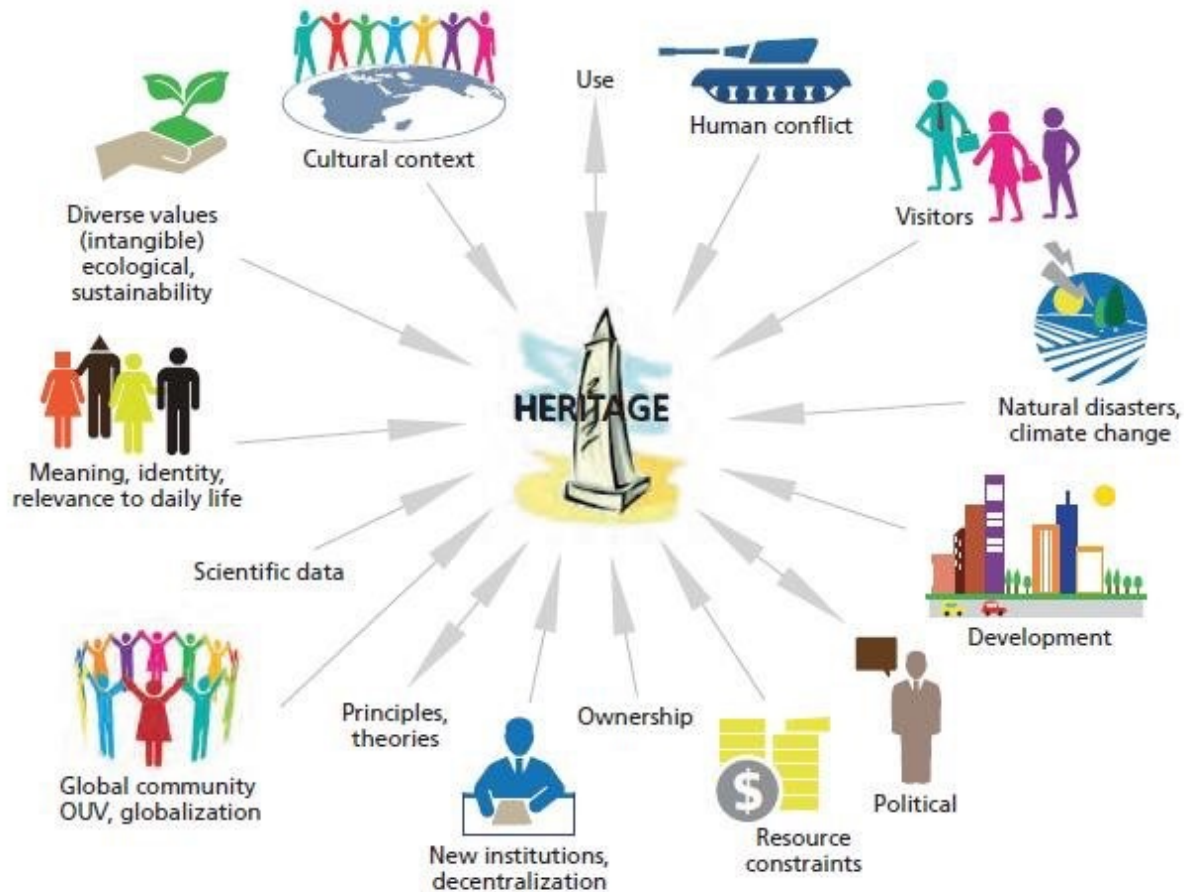 Use
Human conflict
Cultural context
Visitors
Diverse values
(intangible)
ecological,
sustainability
HERITAGE
Natural disasters,
climate change
Meaning, identity,
relevance to daily life
Scientific data
Development
Principles,
theories
Ownership
$
Political
Global community
OUV, globalization
New institutions,
decentralization
Resource
constraints